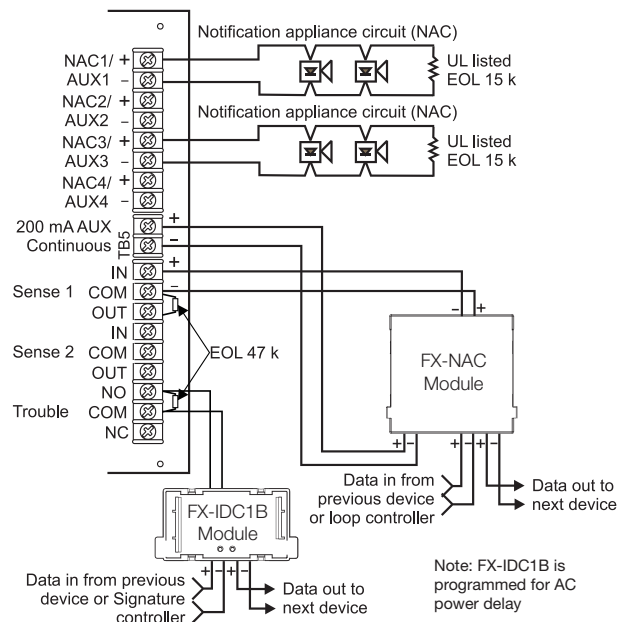 Notification appliance circuit (NAC)
NAC1/ +
AUX1 –
UL listed
EOL 15 k
NAC2/ +
AUX2 –
Notification appliance circuit (NAC)
NAC3/ +
AUX3 –
UL listed
EOL 15 k
NAC4/ +
AUX4 –
200 mA AUX +
Continuous –
TB5
IN +
Sense 1 COM –
OUT
IN
Sense 2 COM
OUT
EOL 47 k
NO
Trouble COM
NC
– +
FX-NAC
Module
+ – + – + –
Data in from
previous device
or loop controller
Data out to
next device
FX-IDC1B
Module
+ – + –
Data in from previous
device or Signature
controller
Data out to
next device
Note: FX-IDC1B is
programmed for AC
power delay